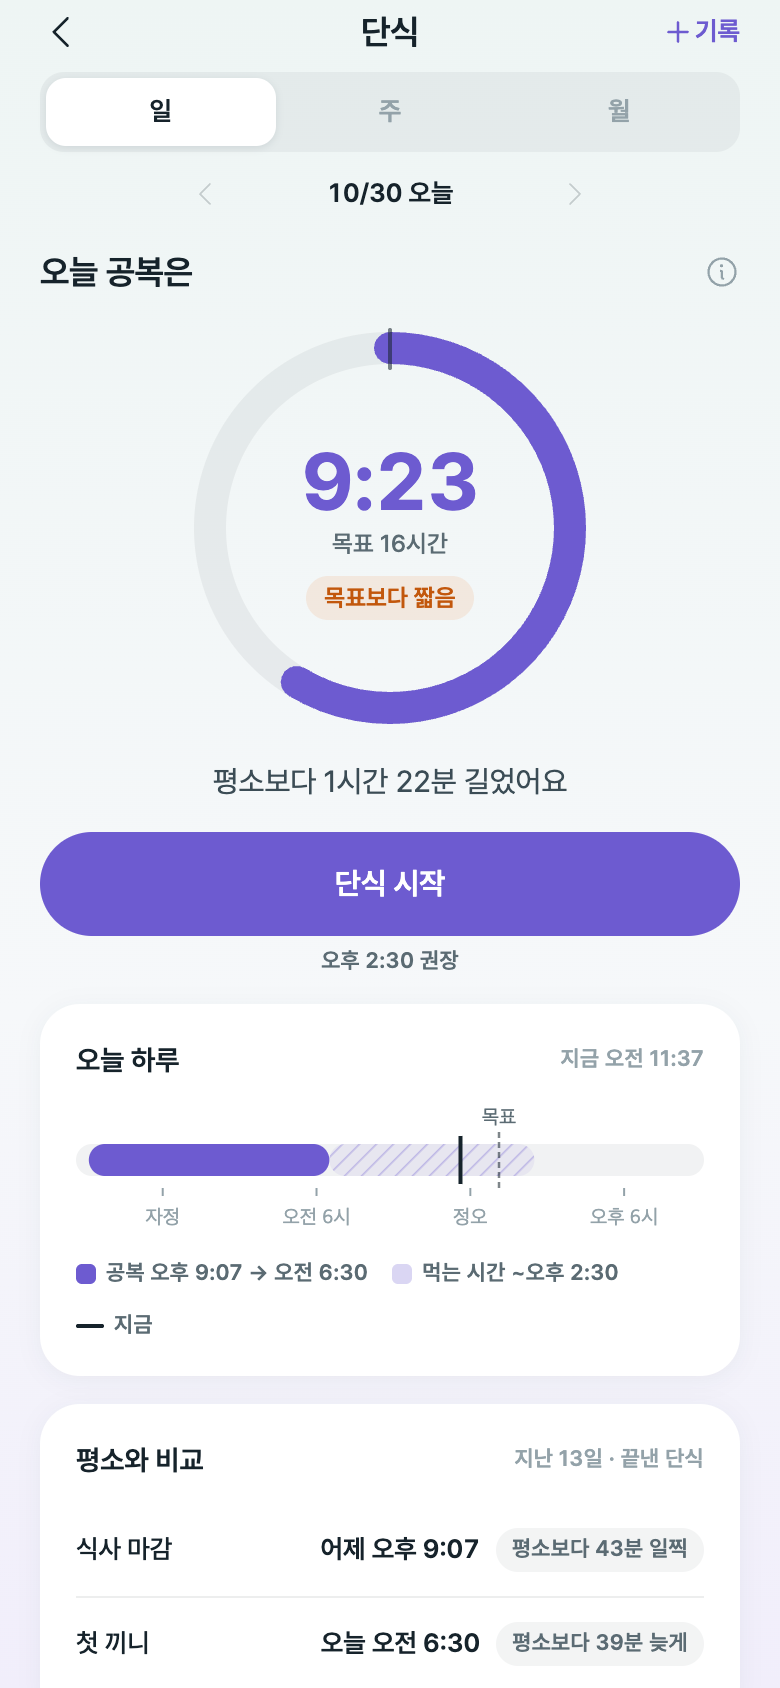 단식
기록
일
주
월
10/30 오늘
오늘 공복은
9:23
목표 16시간
목표보다 짧음
평소보다 1시간 22분 길었어요
단식 시작
오후 2:30 권장
오늘 하루
지금 오전 11:37
목표
자정
오전 6시
정오
오후 6시
공복 오후 9:07 → 오전 6:30
먹는 시간 ~오후 2:30
지금
평소와 비교
지난 13일 · 끝낸 단식
식사 마감
어제 오후 9:07
평소보다 43분 일찍
첫 끼니
오늘 오전 6:30
평소보다 39분 늦게